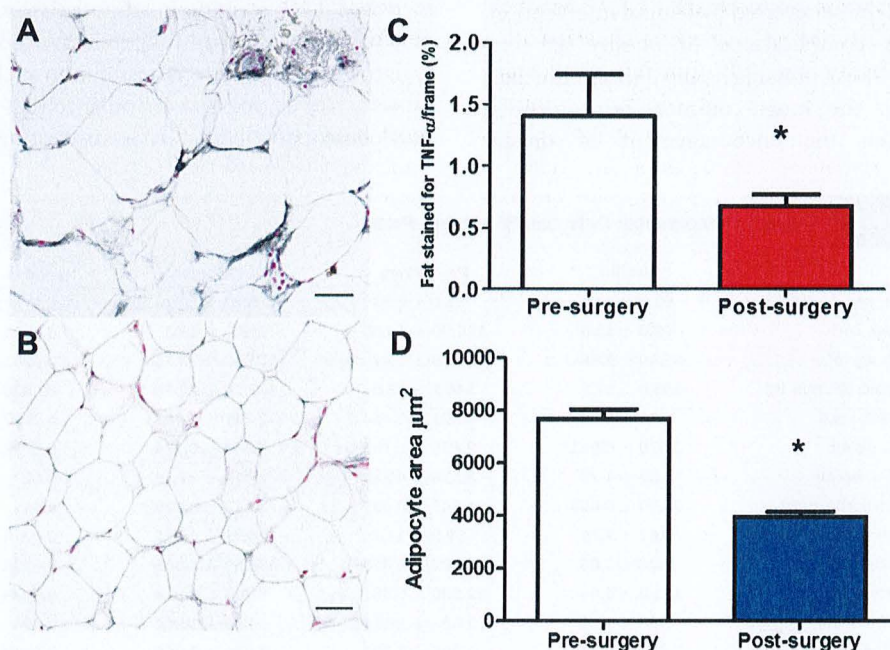 A
B
C
Fat stained for TNF-α/frame (%)
2.0
1.5
1.0
0.5
0.0
*
Pre-surgery
Post-surgery
D
Adipocyte area μm²
10000
8000
6000
4000
2000
0
*
Pre-surgery
Post-surgery